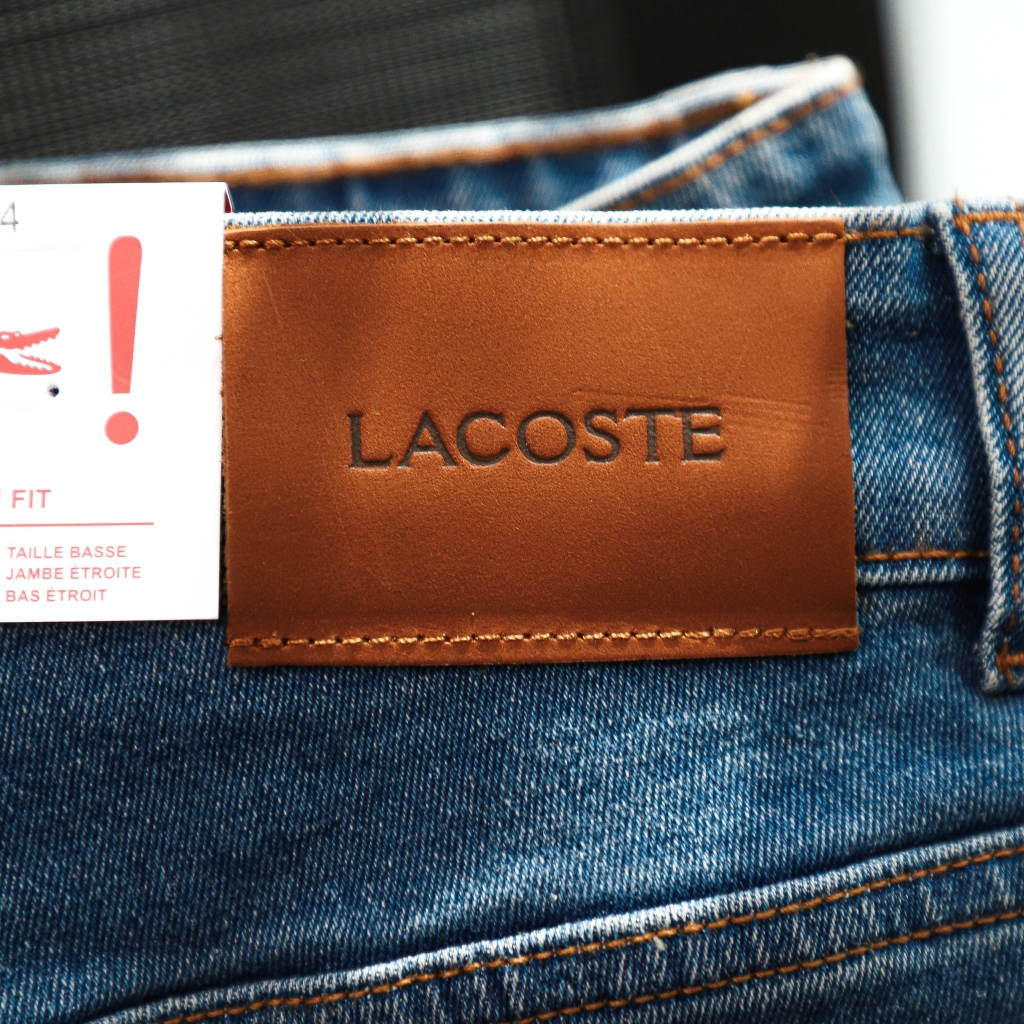 4
!
FIT
TAILLE BASSE
JAMBE ÉTROITE
BAS ÉTROIT
LACOSTE